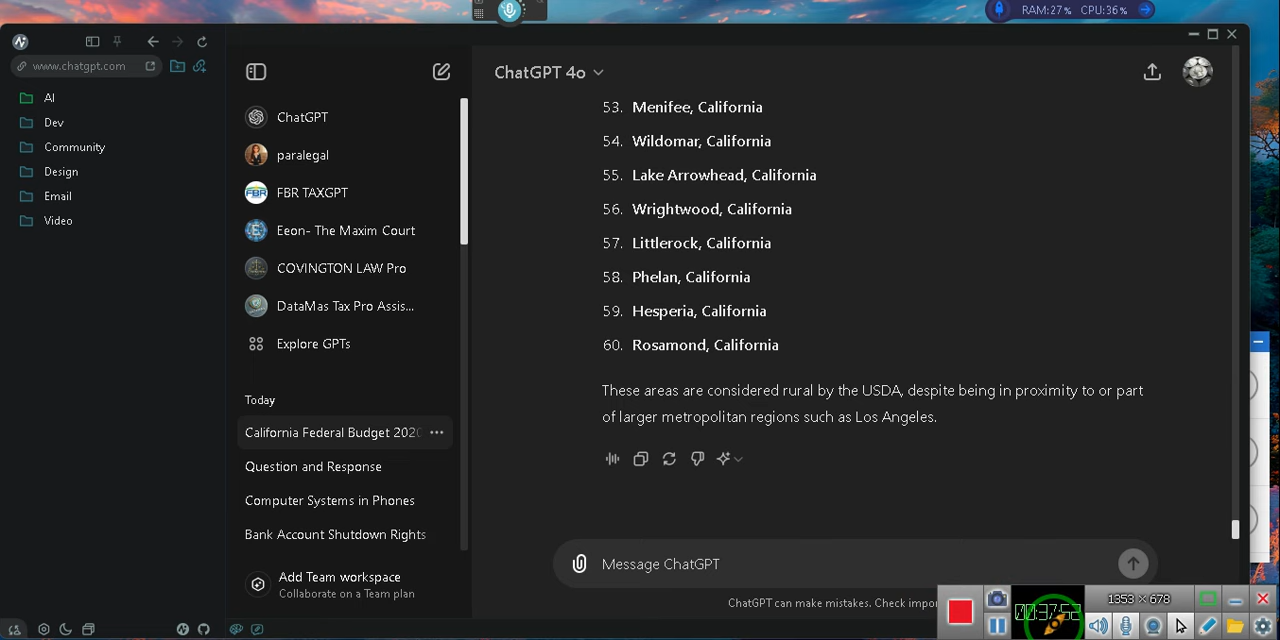 RAM:27% CPU:36%
www.chatgpt.com
AI
Dev
Community
Design
Email
Video
ChatGPT
paralegal
FBR
FBR TAXGPT
Eeon- The Maxim Court
COVINGTON LAW Pro
DataMas Tax Pro Assis...
Explore GPTs
Today
California Federal Budget 2020
Question and Response
Computer Systems in Phones
Bank Account Shutdown Rights
Add Team workspace
Collaborate on a Team plan
ChatGPT 4o
53. Menifee, California
54. Wildomar, California
55. Lake Arrowhead, California
56. Wrightwood, California
57. Littlerock, California
58. Phelan, California
59. Hesperia, California
60. Rosamond, California
These areas are considered rural by the USDA, despite being in proximity to or part
of larger metropolitan regions such as Los Angeles.
Message ChatGPT
ChatGPT can make mistakes. Check impor
1353 × 678
00:37:52